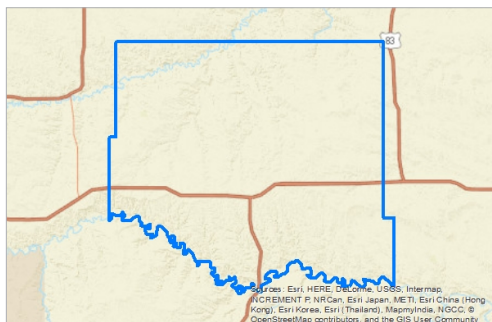 83
Sources: Esri, HERE, DeLorme, USGS, Intermap,
INCREMENT P, NRCan, Esri Japan, METI, Esri China (Hong
Kong), Esri Korea, Esri (Thailand), MapmyIndia, NGCC, ©
OpenStreetMap contributors, and the GIS User Community